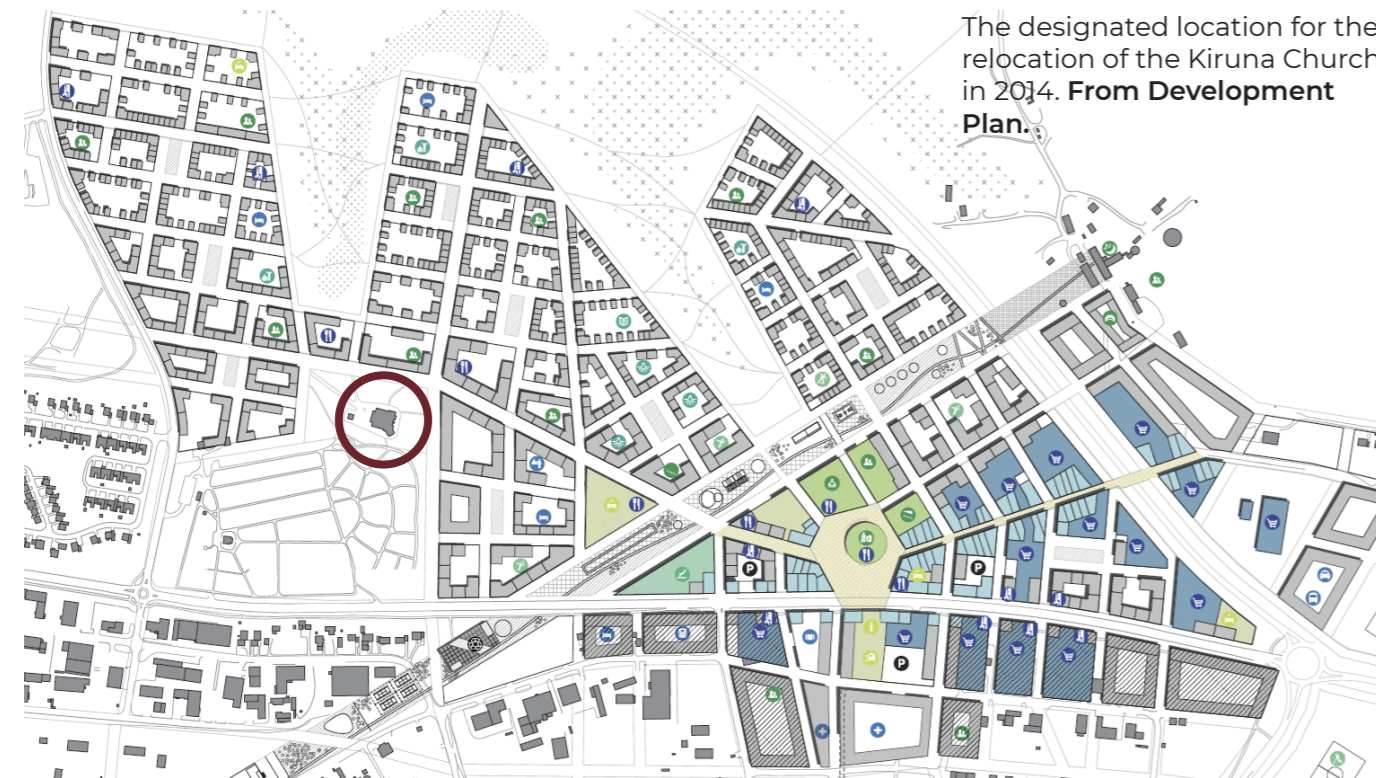 The designated location for the
relocation of the Kiruna Church
in 2014. From Development
Plan.
P
P
P